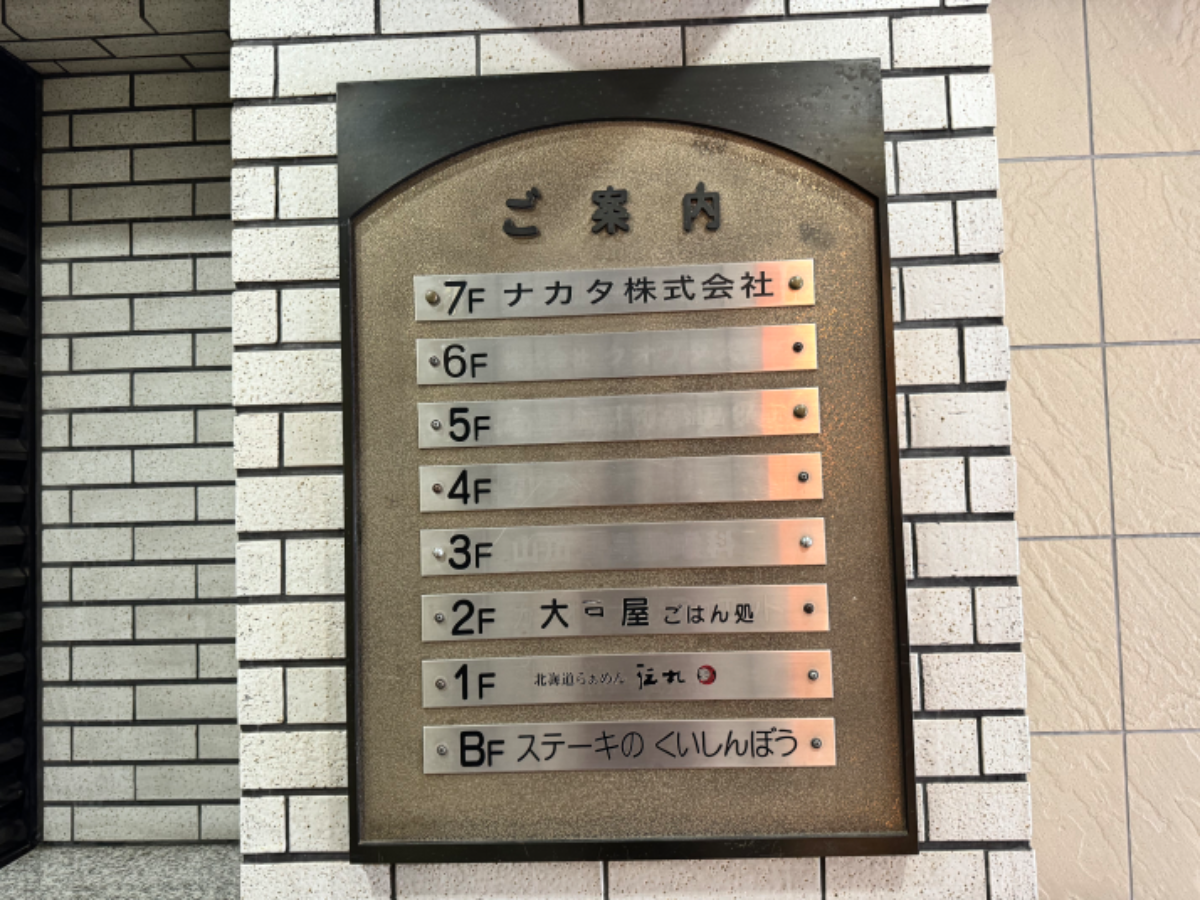 ご案内
7F ナカタ株式会社
6F
5F
4F
3F
2F 大戸屋 ごはん処
1F 北海道らぁめん
BF ステーキの くいしんぼう